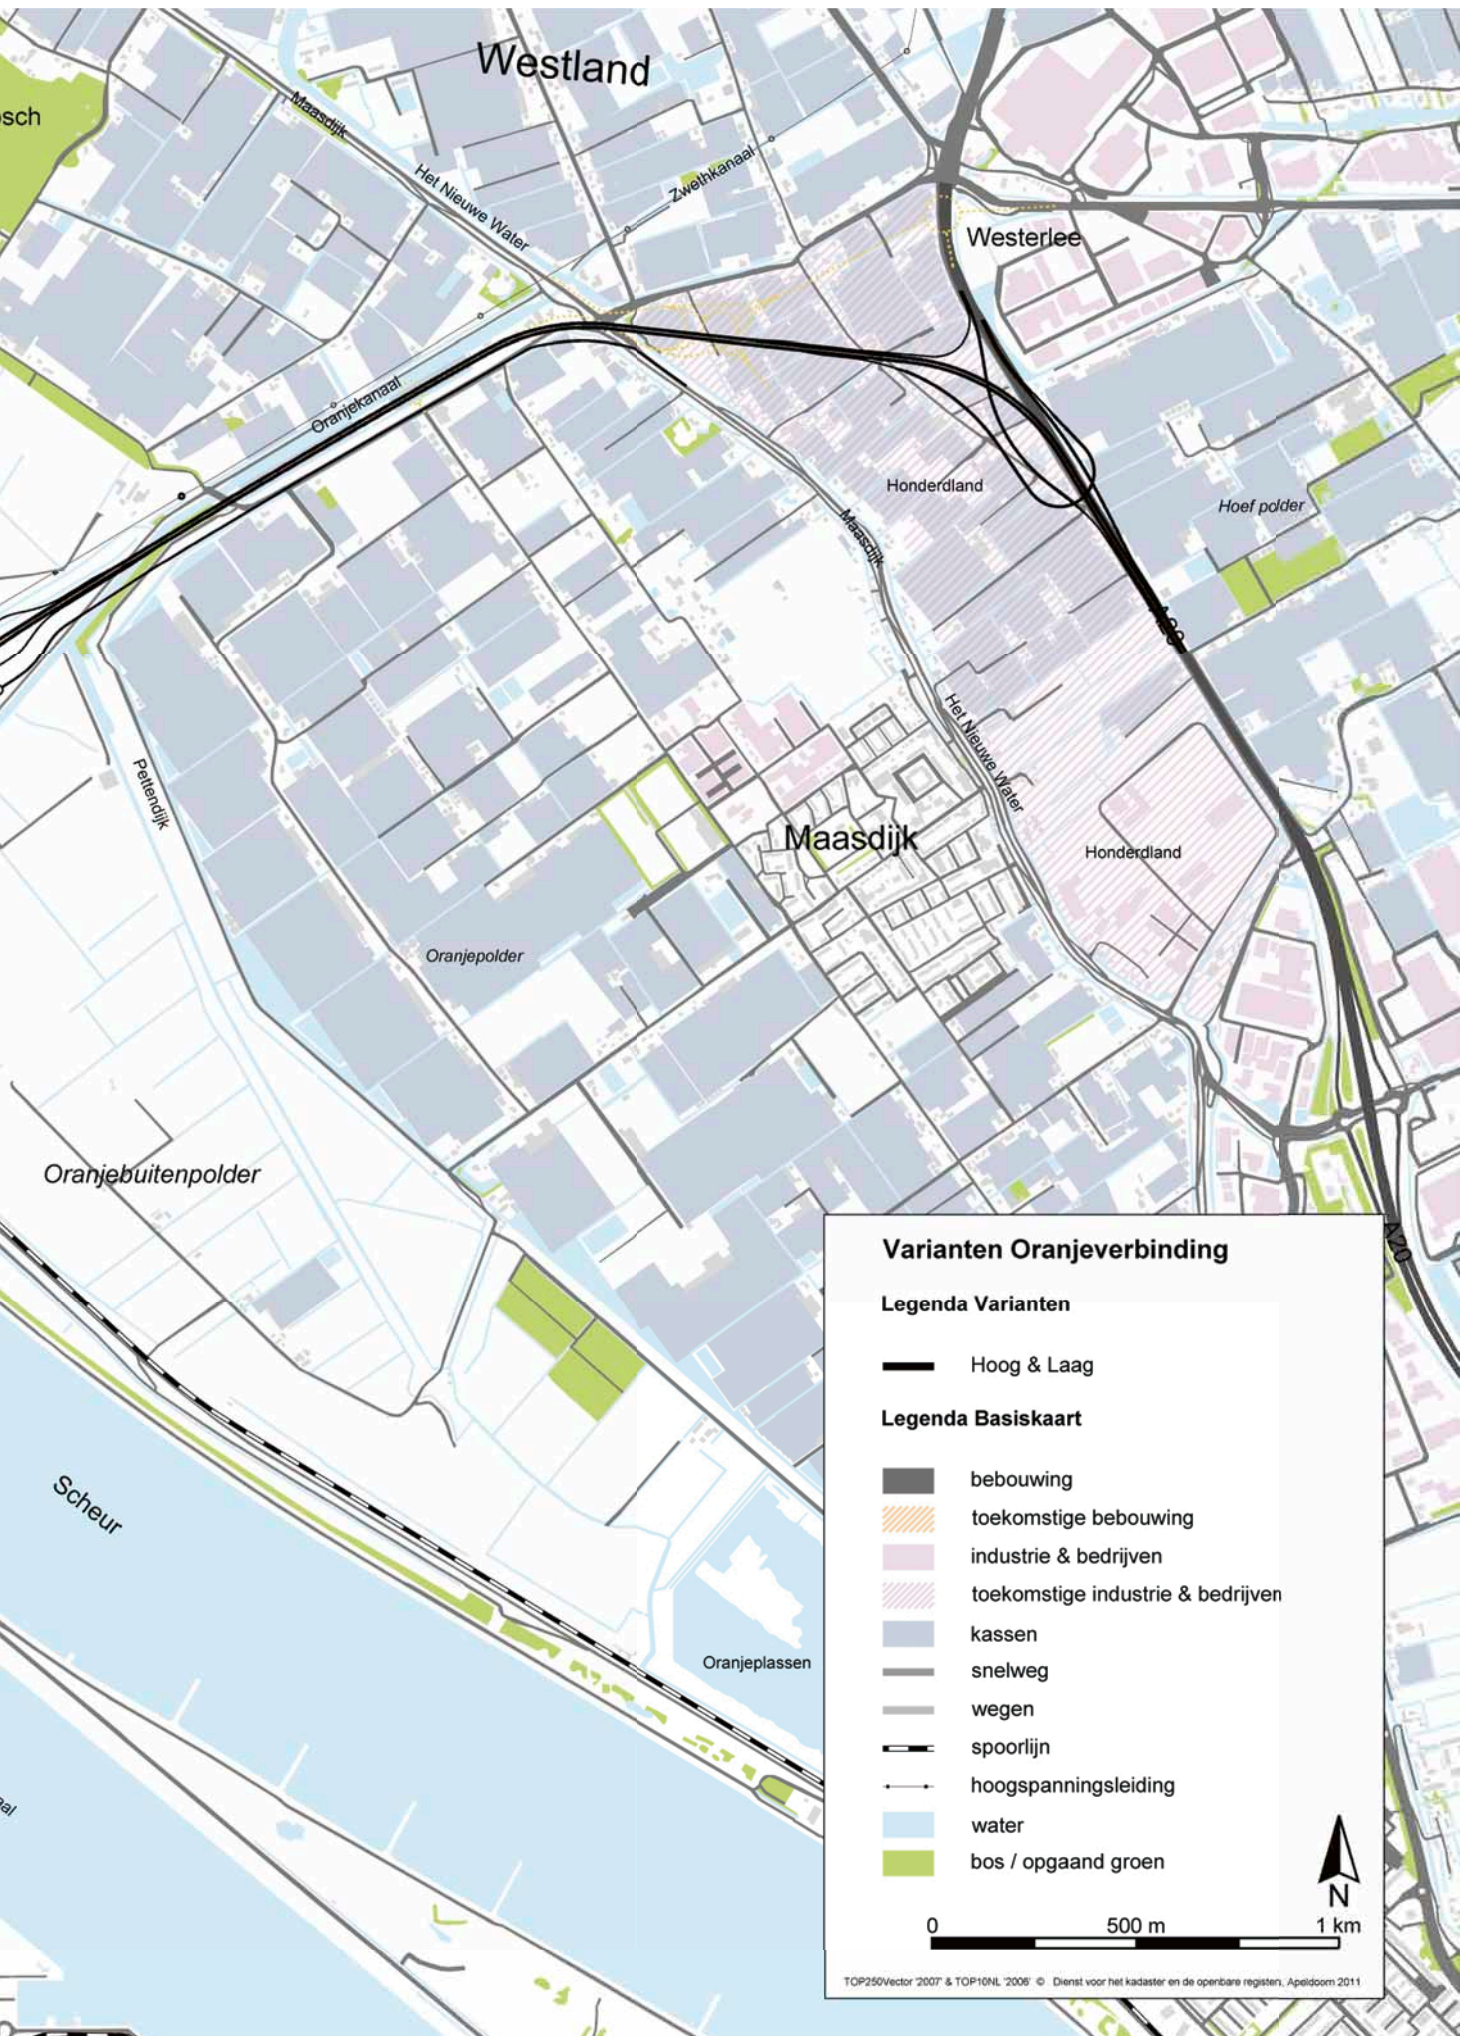 Westland
osch
Maasdijk
Het Nieuwe Water
Zwethkanaal
Westerlee
Oranjekanaal
Honderdland
Hoef polder
Maasdijk
A20
Het Nieuwe Water
Pettendijk
Maasdijk
Honderdland
Oranjepolder
Oranjebuitenpolder
A20
Scheur
Oranjeplassen
aal
Varianten Oranjeverbinding
Legenda Varianten
Hoog & Laag
Legenda Basiskaart
bebouwing
toekomstige bebouwing
industrie & bedrijven
toekomstige industrie & bedrijven
kassen
snelweg
wegen
spoorlijn
hoogspanningsleiding
water
bos / opgaand groen
N
0 500 m 1 km
TOP250Vector '2007' & TOP10NL '2006' © Dienst voor het kadaster en de openbare registers, Apeldoorn 2011